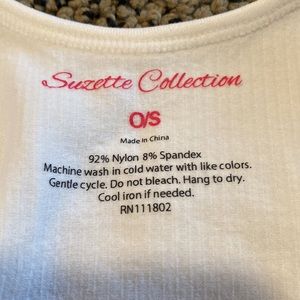 Suzette Collection
O/S
Made in China
92% Nylon 8% Spandex
Machine wash in cold water with like colors.
Gentle cycle. Do not bleach. Hang to dry.
Cool iron if needed.
RN111802